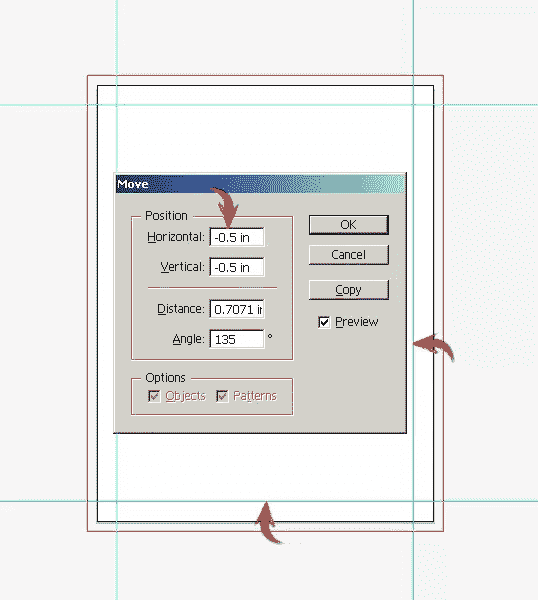 Move
Position
Horizontal: -0.5 in
Vertical: -0.5 in
Distance: 0.7071 in
Angle: 135 °
OK
Cancel
Copy
Preview
Options
Objects Patterns